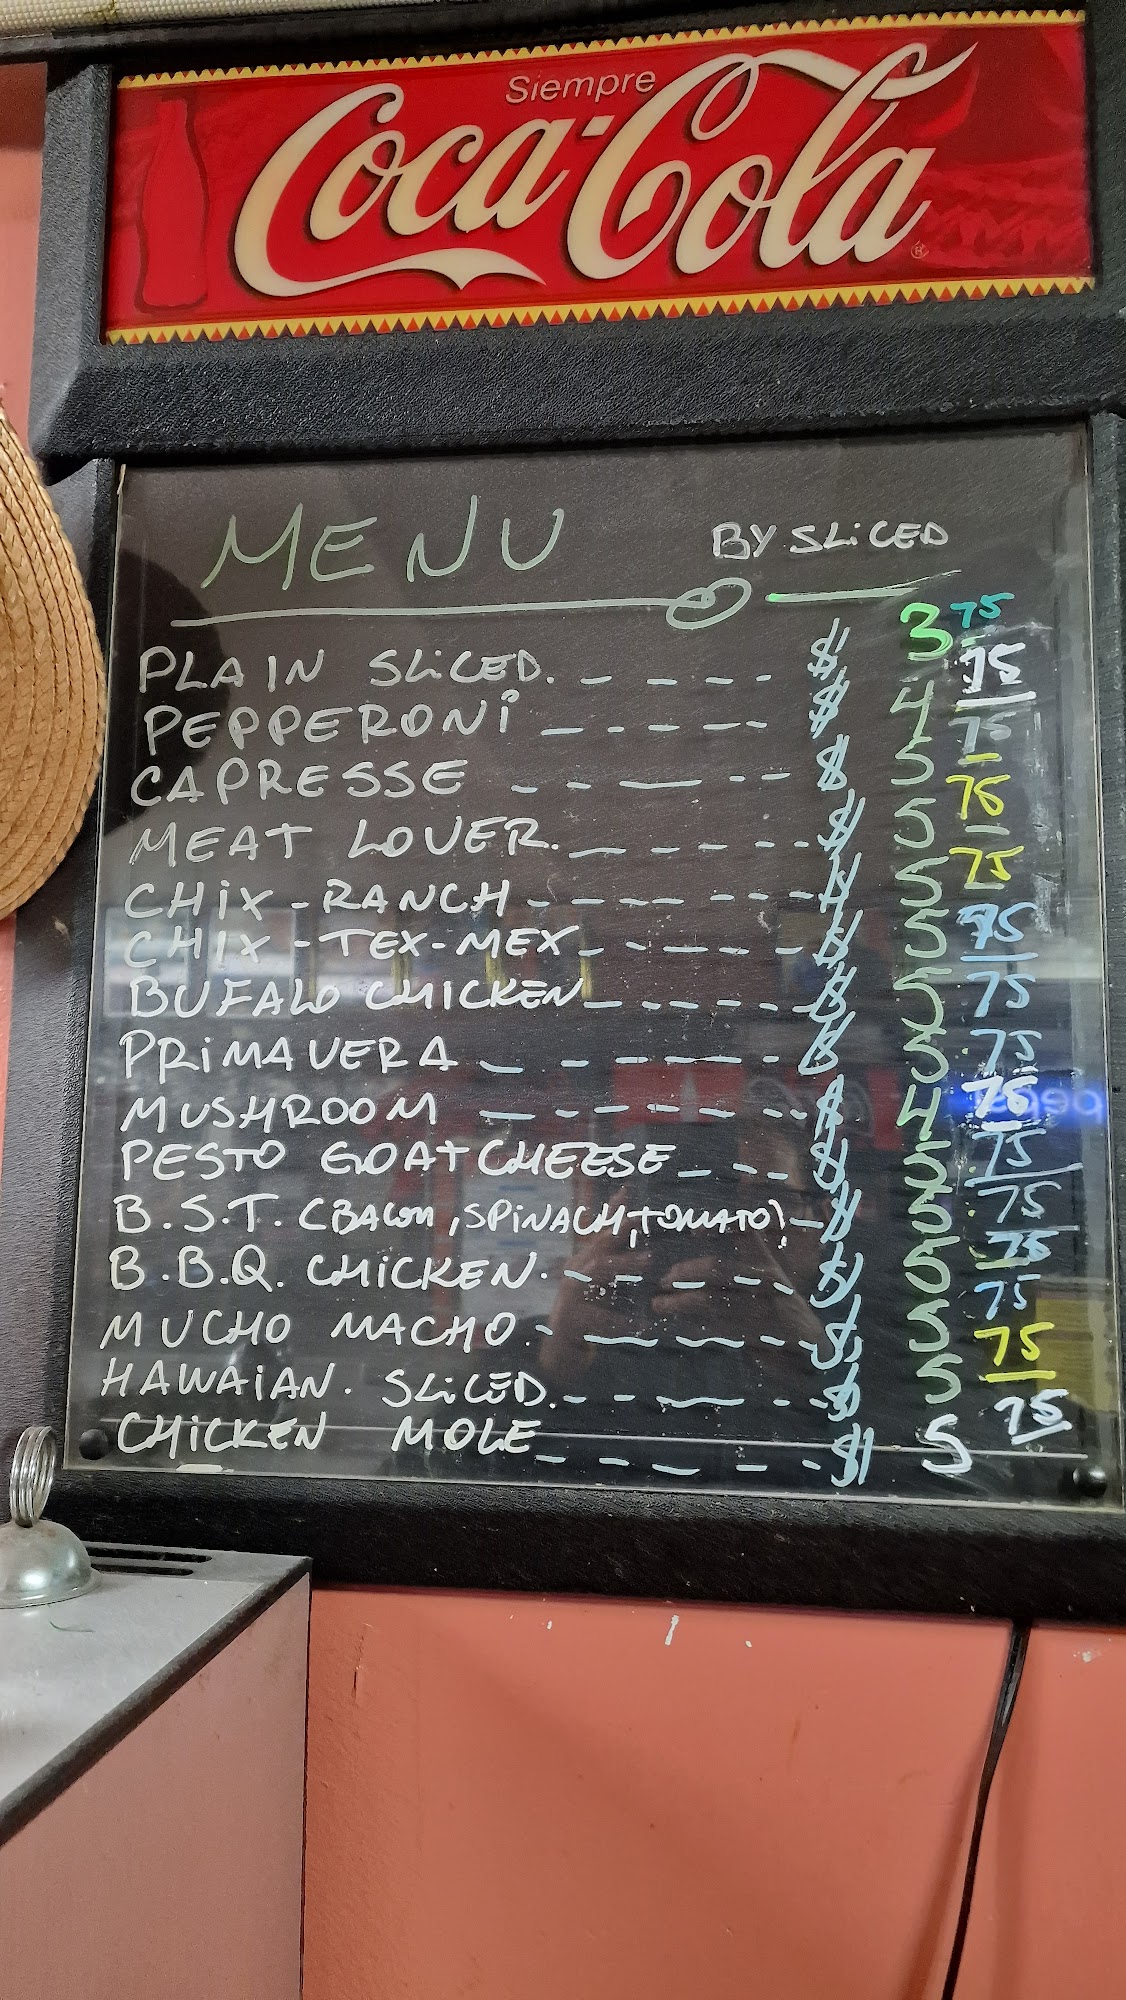 Siempre
Coca-Cola
MENU BY SLiCED
PLAIN SLiCED. - - - - - $ 3 75
PEPPERONi - - - - - $ 4 75
CAPRESSE - - - - - - $ 5 75
MEAT LOVER. - - - - - - $ 5 75
CHiX - RANCH - - - - - - $ 5 75
CHIX - TEX-MEX - - - - - - $ 5 75
BUFALO CHICKEN - - - - - - $ 5 75
PRiMAVERA - - - - - - $ 5 75
MUSHROOM - - - - - - $ 4 75
PESTO GOAT CHEESE - - - $ 5 75
B.S.T. (BACON, SPiNACH, TOMATO) - $ 5 75
B.B.Q. CHiCKEN. - - - - - $ 5 75
MUCHO MACHO. - - - - - - $ 5 75
HAWAiAN. SLiCED. - - - - - $ 5 75
CHiCKEN MOLE - - - - - - $ 5 75